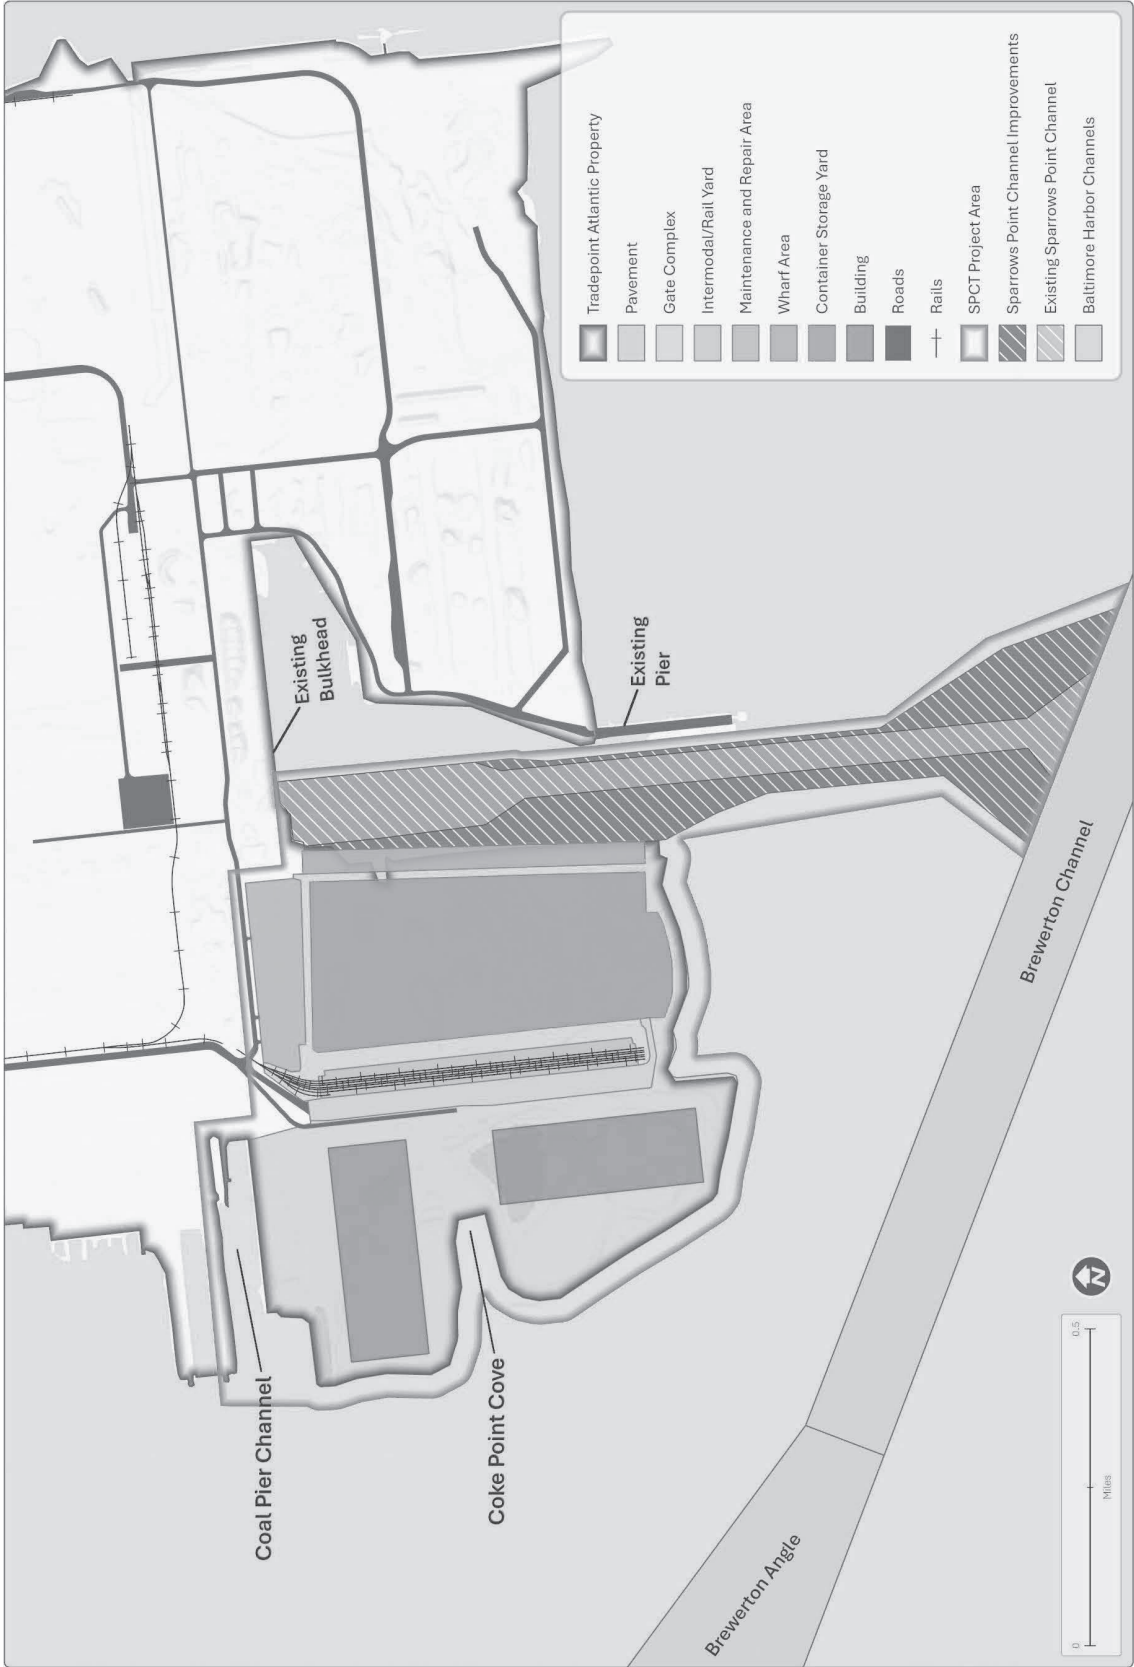 Coal Pier Channel
Coke Point Cove
Existing
Bulkhead
Existing
Pier
Brewerton Angle
Brewerton Channel
Tradepoint Atlantic Property
Pavement
Gate Complex
Intermodal/Rail Yard
Maintenance and Repair Area
Wharf Area
Container Storage Yard
Building
Roads
Rails
SPCT Project Area
Sparrows Point Channel Improvements
Existing Sparrows Point Channel
Baltimore Harbor Channels
N
0
0.5
Miles